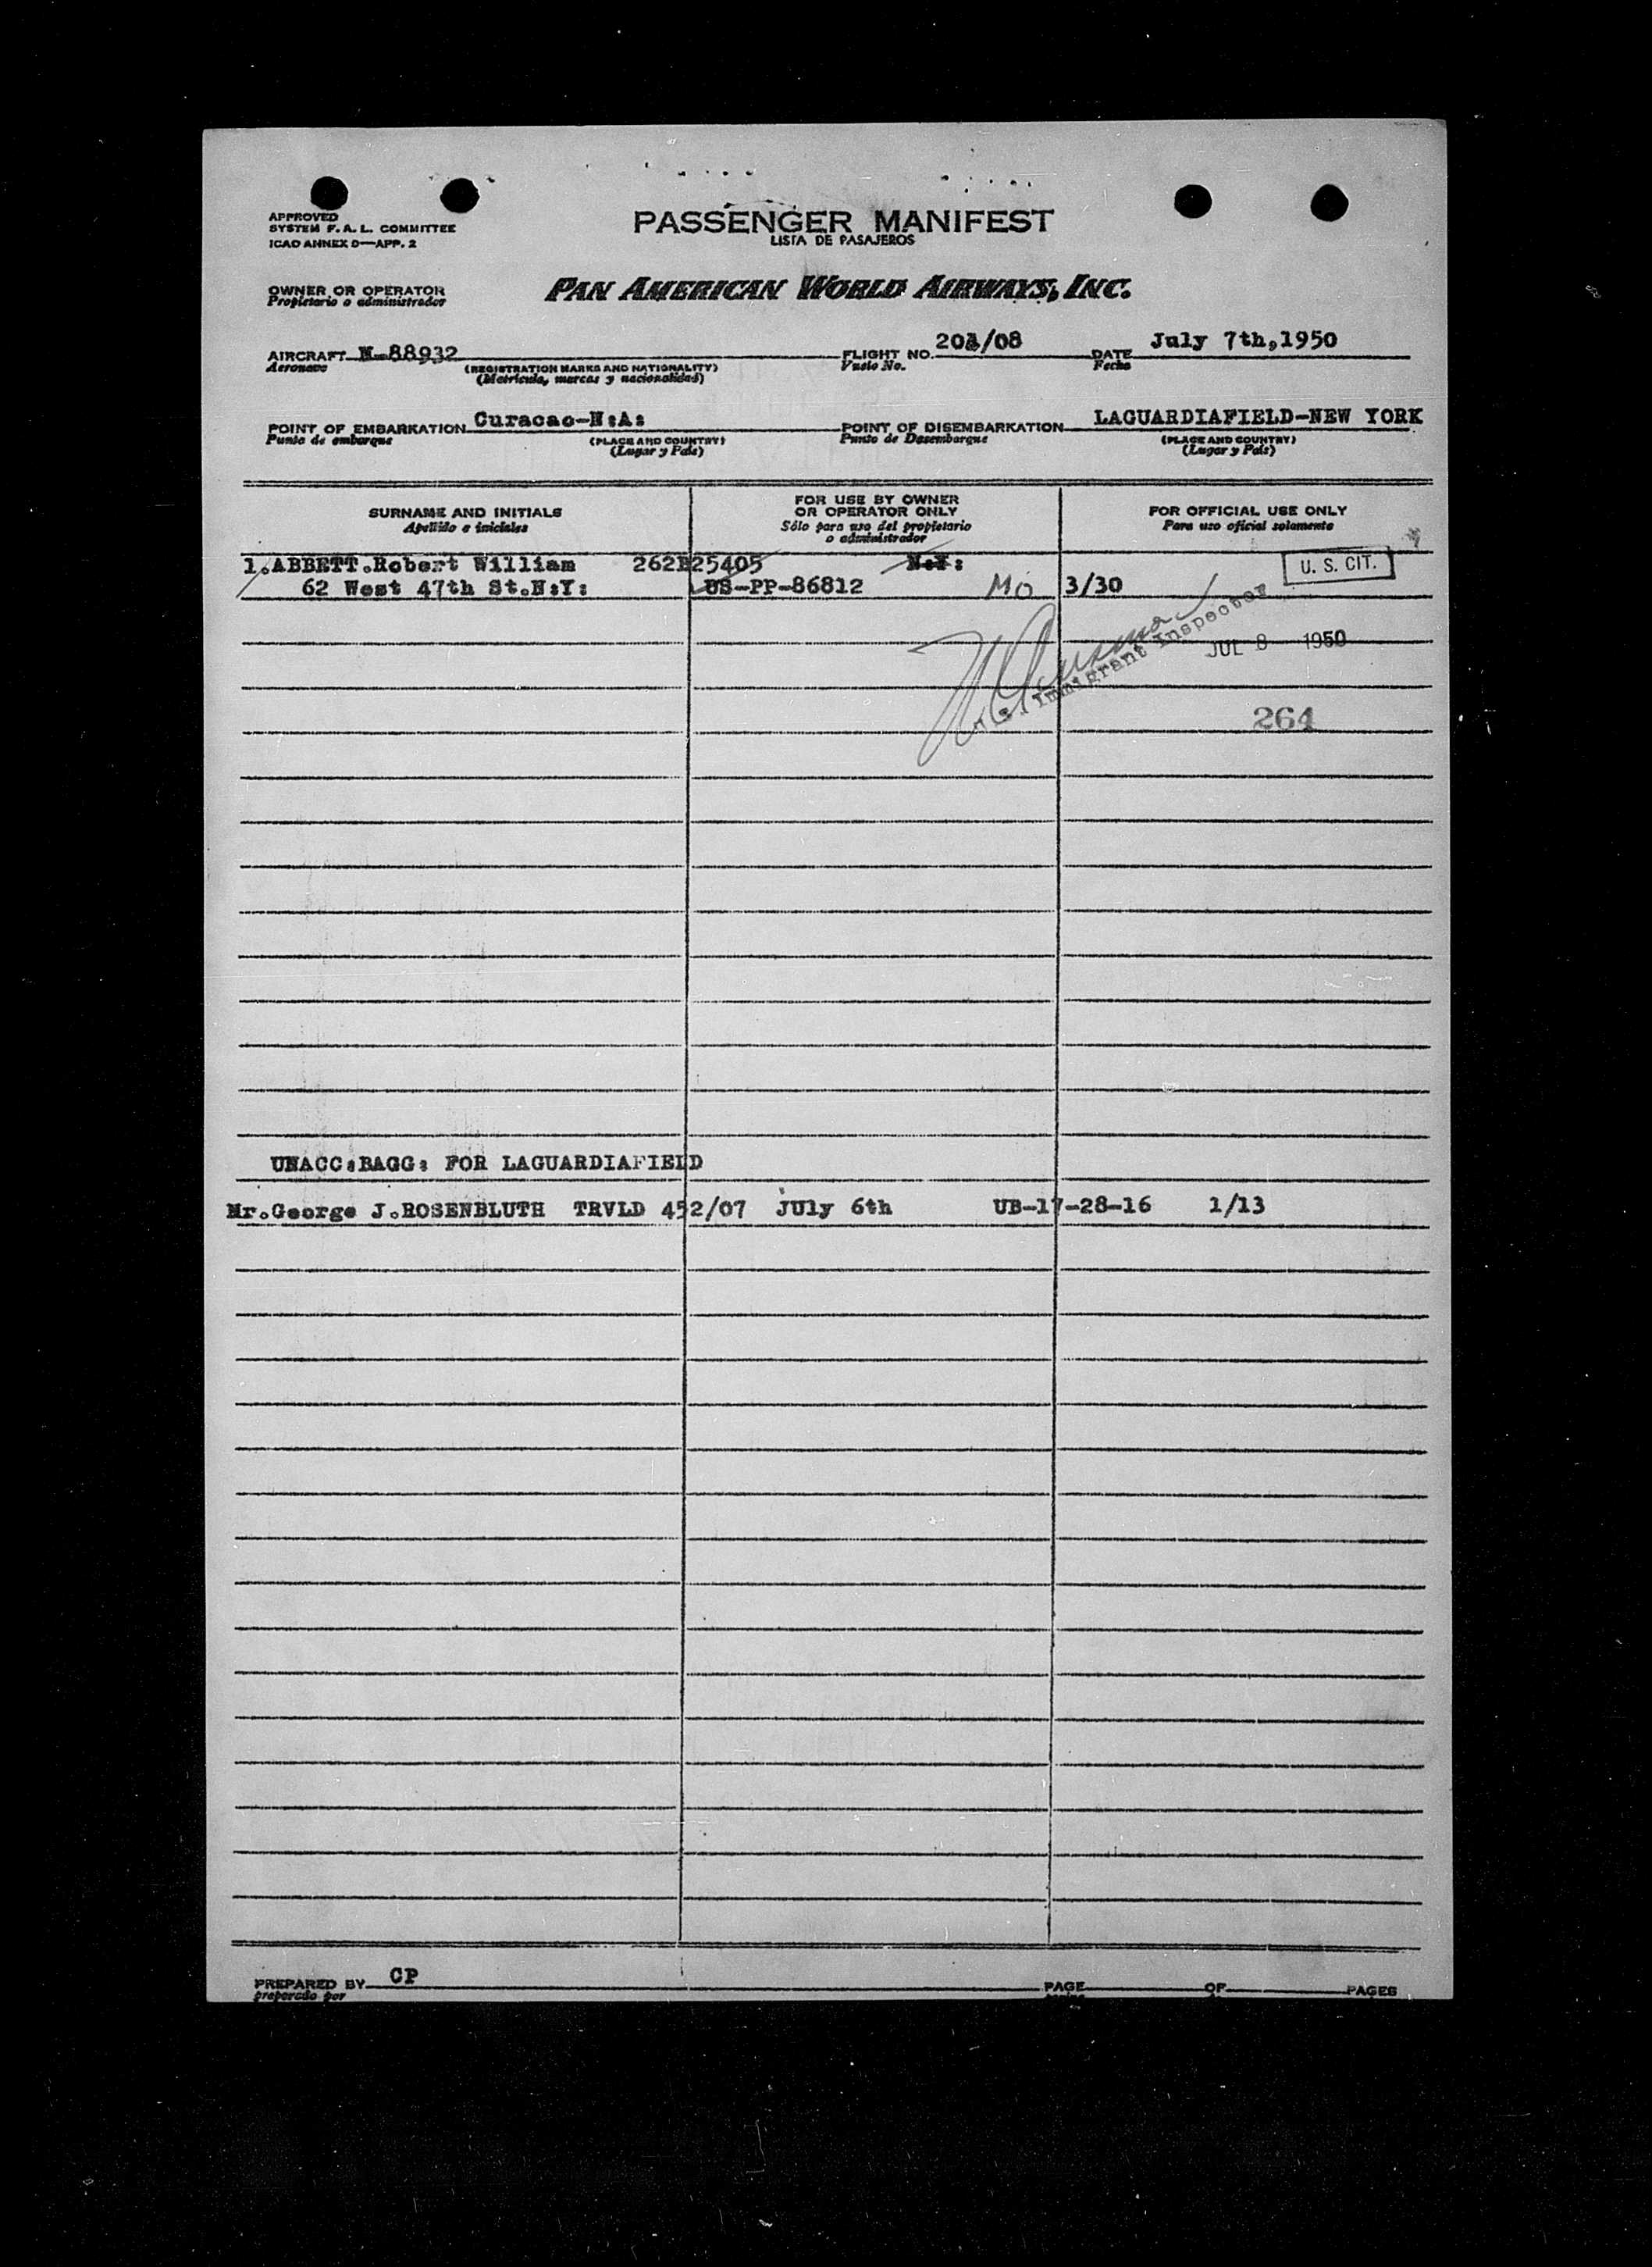 APPROVED
SYSTEM F.A.L. COMMITTEE
ICAO ANNEX 9—APP. 2
PASSENGER MANIFEST
LISTA DE PASAJEROS
OWNER OR OPERATOR
Propietario o administrador
PAN AMERICAN WORLD AIRWAYS, INC.
AIRCRAFT N-88932
Aeronave
(REGISTRATION MARKS AND NATIONALITY)
(Matrícula, marcas y nacionalidad)
FLIGHT NO. /08
Vuelo No.
DATE July 7th,1950
Fecha
POINT OF EMBARKATION Curacao-N:A:
Punto de embarque
(PLACE AND COUNTRY)
(Lugar y País)
POINT OF DISEMBARKATION LAGUARDIAFIELD-NEW YORK
Punto de Desembarque
(PLACE AND COUNTRY)
(Lugar y País)
SURNAME AND INITIALS
Apellido e iniciales
FOR USE BY OWNER
OR OPERATOR ONLY
Sólo para uso del propietario
o administrador
FOR OFFICIAL USE ONLY
Para uso oficial solamente
1.ABBETT.Robert William 262B25405 N:Y: U. S. CIT.
62 West 47th St.N:Y: US-PP-86812 MO 3/30
U.S. Immigrant Inspector
JUL 8 1950
264
UNACC:BAGG: FOR LAGUARDIAFIELD
Mr.George J.ROSENBLUTH TRVLD 452/07 JUly 6th UB-17-28-16 1/13
PREPARED BY CP
preparado por
PAGE OF PAGES